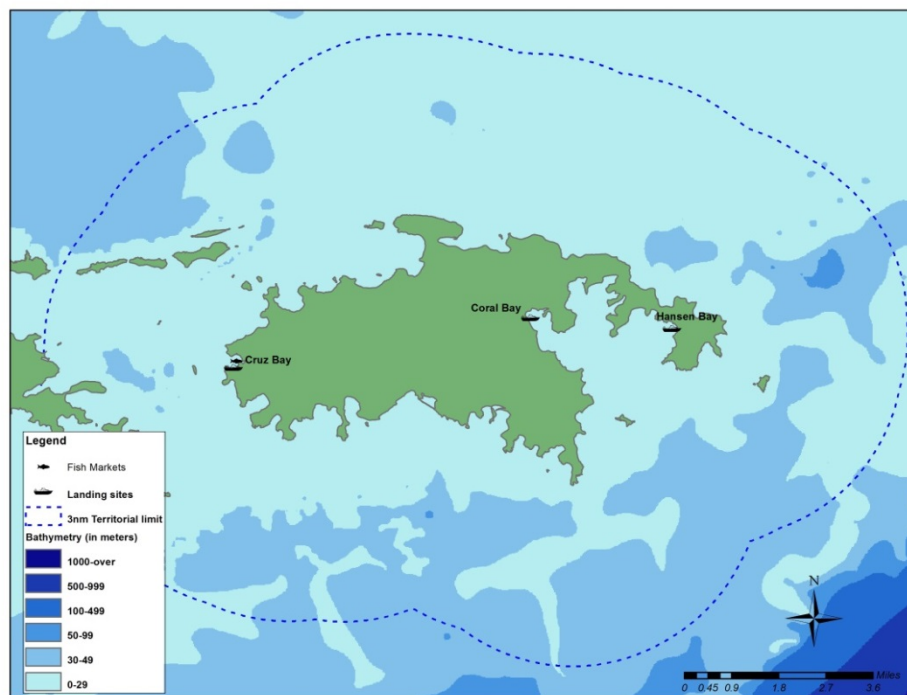 Coral Bay
Hansen Bay
Cruz Bay
Legend
Fish Markets
Landing sites
3nm Territorial limit
Bathymetry (in meters)
1000-over
500-999
100-499
50-99
30-49
0-29
N
Miles
0 0.45 0.9 1.8 2.7 3.6